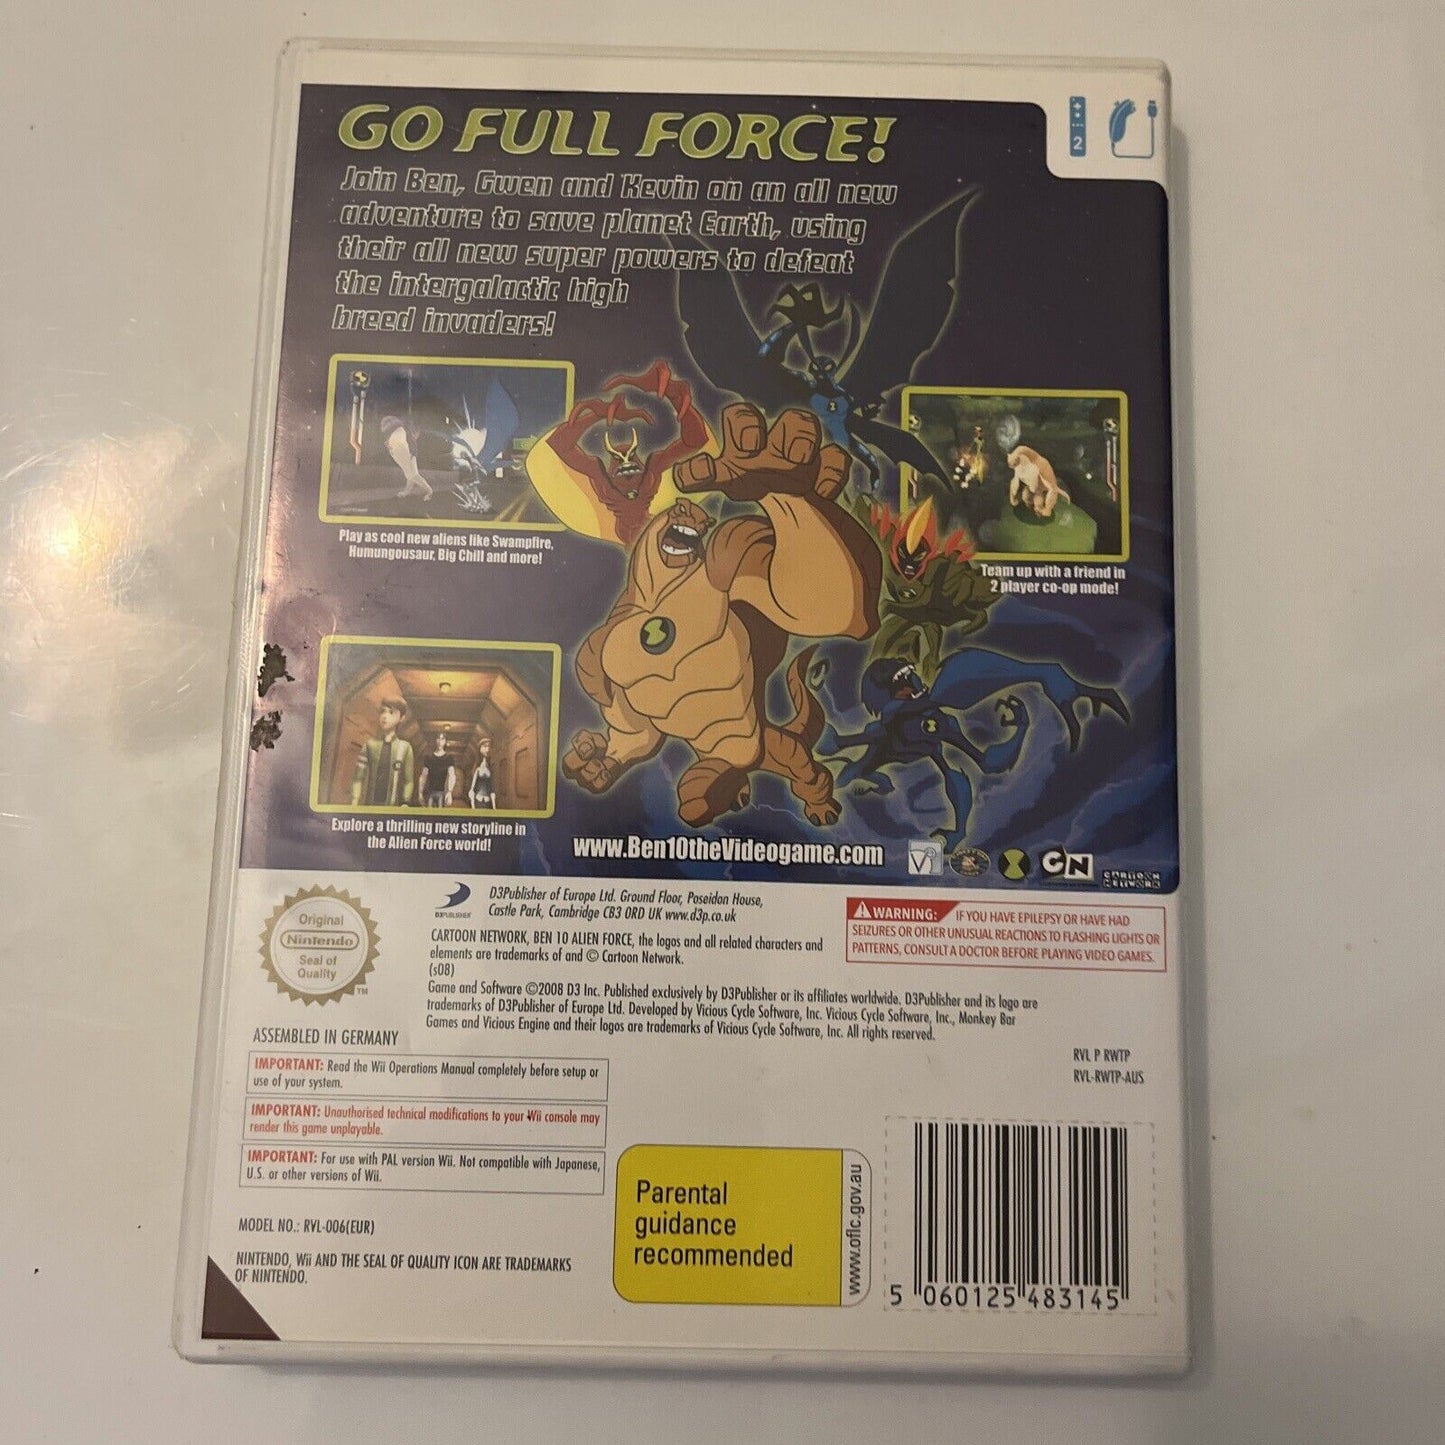 GO FULL FORCE!
Join Ben, Gwen and Kevin on an all new
adventure to save planet Earth, using
their all new super powers to defeat
the intergalactic high
breed invaders!
2
Play as cool new aliens like Swampfire,
Humungousaur, Big Chill and more!
Team up with a friend in
2 player co-op mode!
Explore a thrilling new storyline in
the Alien Force world!
www.Ben10theVideogame.com
CN
CARTOON
NETWORK
Original
Nintendo
Seal of
Quality
TM
D3PUBLISHER
D3Publisher of Europe Ltd. Ground Floor, Poseidon House,
Castle Park, Cambridge CB3 0RD UK www.d3p.co.uk
CARTOON NETWORK, BEN 10 ALIEN FORCE, the logos and all related characters and
elements are trademarks of and © Cartoon Network.
(s08)
Game and Software ©2008 D3 Inc. Published exclusively by D3Publisher or its affiliates worldwide. D3Publisher and its logo are
trademarks of D3Publisher of Europe Ltd. Developed by Vicious Cycle Software, Inc. Vicious Cycle Software, Inc., Monkey Bar
Games and Vicious Engine and their logos are trademarks of Vicious Cycle Software, Inc. All rights reserved.
WARNING: IF YOU HAVE EPILEPSY OR HAVE HAD
SEIZURES OR OTHER UNUSUAL REACTIONS TO FLASHING LIGHTS OR
PATTERNS, CONSULT A DOCTOR BEFORE PLAYING VIDEO GAMES.
ASSEMBLED IN GERMANY
RVL P RWTP
RVL-RWTP-AUS
IMPORTANT: Read the Wii Operations Manual completely before setup or
use of your system.
IMPORTANT: Unauthorised technical modifications to your Wii console may
render this game unplayable.
IMPORTANT: For use with PAL version Wii. Not compatible with Japanese,
U.S. or other versions of Wii.
MODEL NO.: RVL-006(EUR)
NINTENDO, Wii AND THE SEAL OF QUALITY ICON ARE TRADEMARKS
OF NINTENDO.
Parental
guidance
recommended
www.oflc.gov.au
5 060125 483145